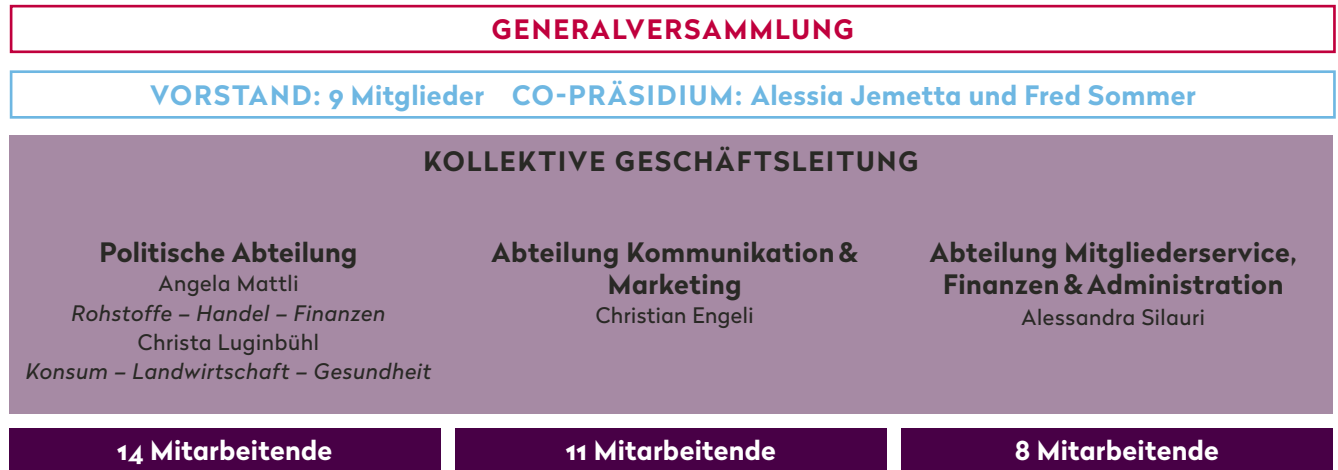 GENERALVERSAMMLUNG
VORSTAND: 9 Mitglieder CO-PRÄSIDIUM: Alessia Jemetta und Fred Sommer
KOLLEKTIVE GESCHÄFTSLEITUNG
Politische Abteilung
Angela Mattli
Rohstoffe – Handel – Finanzen
Christa Luginbühl
Konsum – Landwirtschaft – Gesundheit
Abteilung Kommunikation &
Marketing
Christian Engeli
Abteilung Mitgliederservice,
Finanzen & Administration
Alessandra Silauri
14 Mitarbeitende
11 Mitarbeitende
8 Mitarbeitende